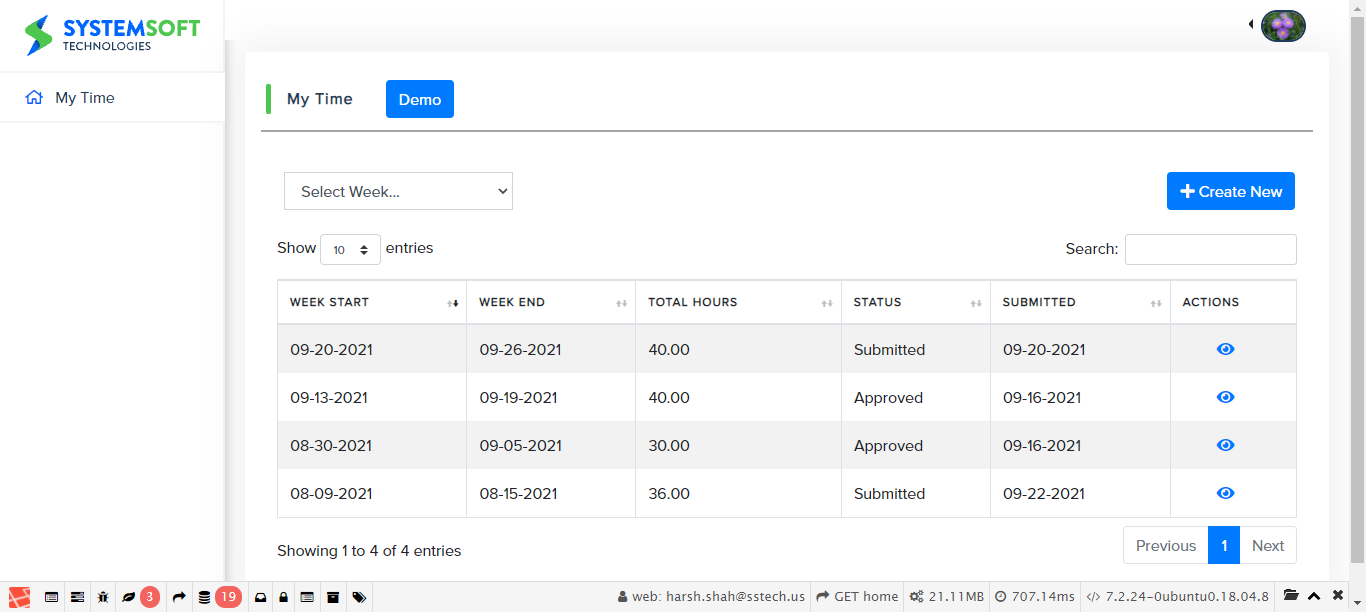 SYSTEMSOFT
TECHNOLOGIES
My Time
My Time
Demo
Select Week...
Create New
Show 10 entries
Search:
WEEK START WEEK END TOTAL HOURS STATUS SUBMITTED ACTIONS
09-20-2021 09-26-2021 40.00 Submitted 09-20-2021
09-13-2021 09-19-2021 40.00 Approved 09-16-2021
08-30-2021 09-05-2021 30.00 Approved 09-16-2021
08-09-2021 08-15-2021 36.00 Submitted 09-22-2021
Showing 1 to 4 of 4 entries
Previous 1 Next
3 19 web: harsh.shah@sstech.us GET home 21.11MB 707.14ms </> 7.2.24-0ubuntu0.18.04.8